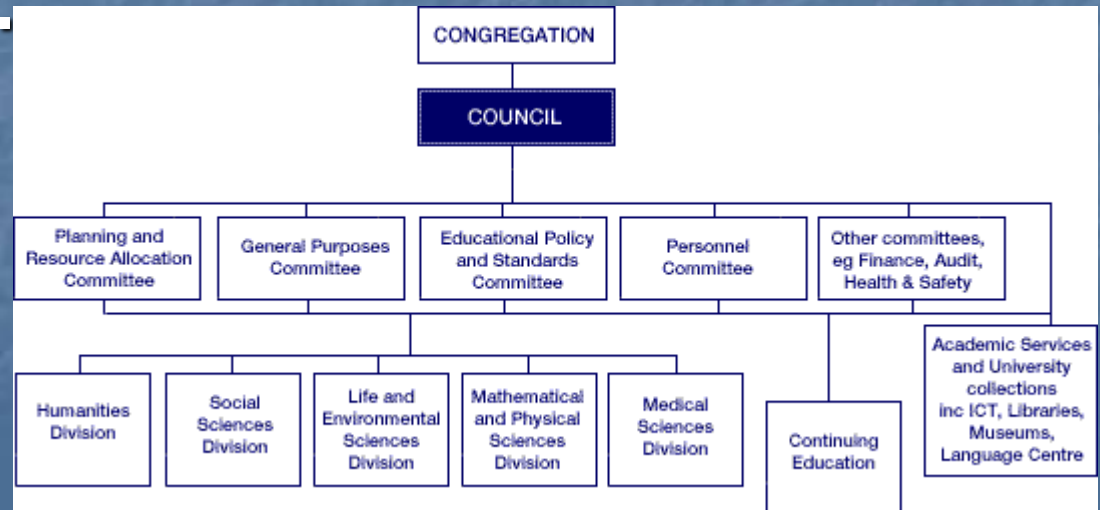 CONGREGATION
COUNCIL
Planning and
Resource Allocation
Committee
General Purposes
Committee
Educational Policy
and Standards
Committee
Personnel
Committee
Other committees,
eg Finance, Audit,
Health & Safety
Academic Services
and University
collections
inc ICT, Libraries,
Museums,
Language Centre
Humanities
Division
Social
Sciences
Division
Life and
Environmental
Sciences
Division
Mathematical
and Physical
Sciences
Division
Medical
Sciences
Division
Continuing
Education